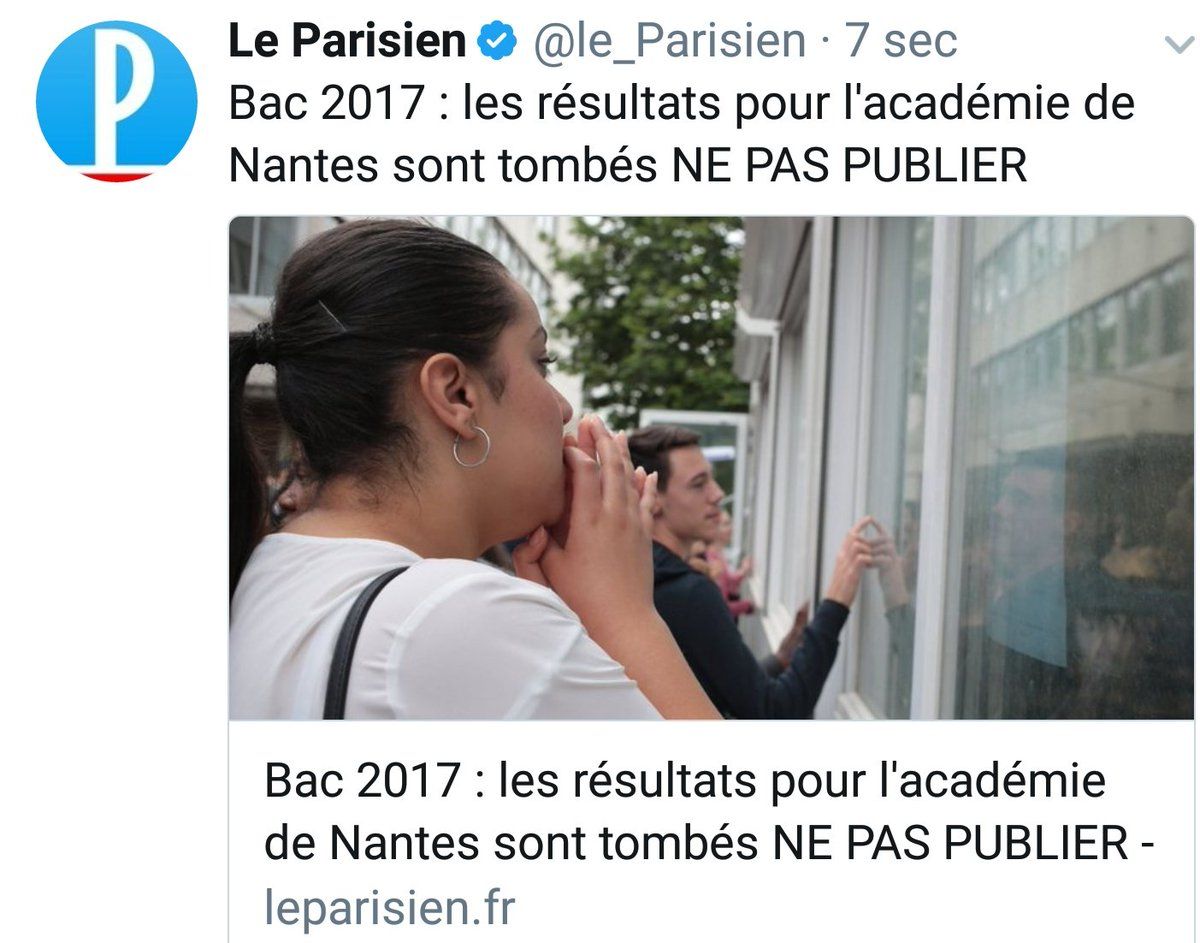 Le Parisien @le_Parisien · 7 sec
Bac 2017 : les résultats pour l'académie de
Nantes sont tombés NE PAS PUBLIER
Bac 2017 : les résultats pour l'académie
de Nantes sont tombés NE PAS PUBLIER -
leparisien.fr